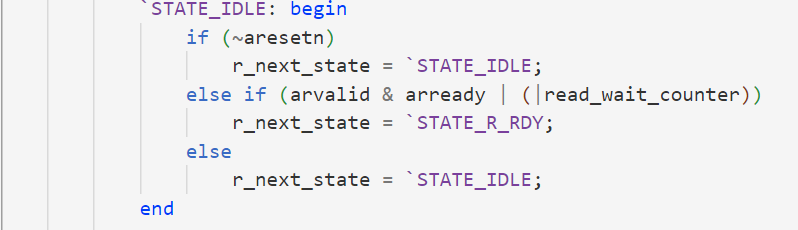 `STATE_IDLE: begin
if (~aresetn)
r_next_state = `STATE_IDLE;
else if (arvalid & arready | (|read_wait_counter))
r_next_state = `STATE_R_RDY;
else
r_next_state = `STATE_IDLE;
end